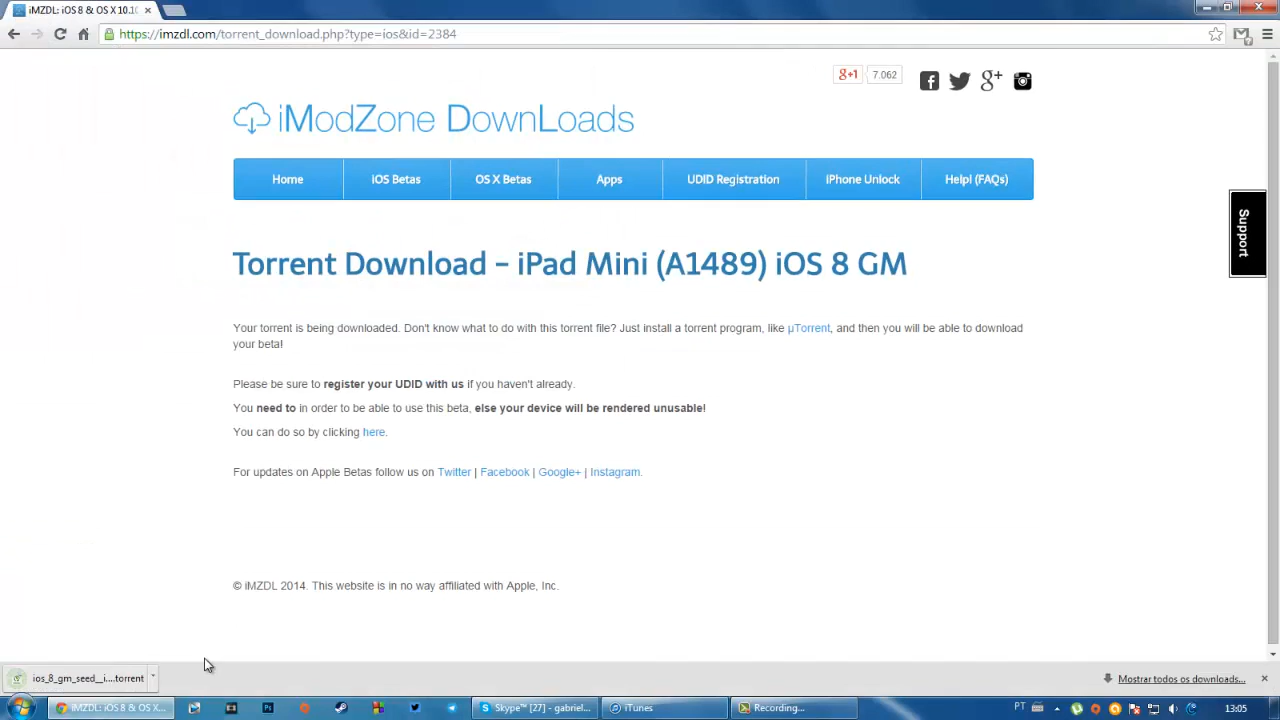 iMZDL: iOS 8 & OS X 10.10
https://imzdl.com/torrent_download.php?type=ios&id=2384
g+1 7.062
iModZone DownLoads
Home iOS Betas OS X Betas Apps UDID Registration iPhone Unlock Help! (FAQs)
Support
Torrent Download – iPad Mini (A1489) iOS 8 GM
Your torrent is being downloaded. Don't know what to do with this torrent file? Just install a torrent program, like µTorrent, and then you will be able to download
your beta!
Please be sure to register your UDID with us if you haven't already.
You need to in order to be able to use this beta, else your device will be rendered unusable!
You can do so by clicking here.
For updates on Apple Betas follow us on Twitter | Facebook | Google+ | Instagram.
© iMZDL 2014. This website is in no way affiliated with Apple, Inc.
ios_8_gm_seed__i....torrent Mostrar todos os downloads...
iMZDL: iOS 8 & OS X... Skype™ [27] - gabriel... iTunes Recording... PT 13:05